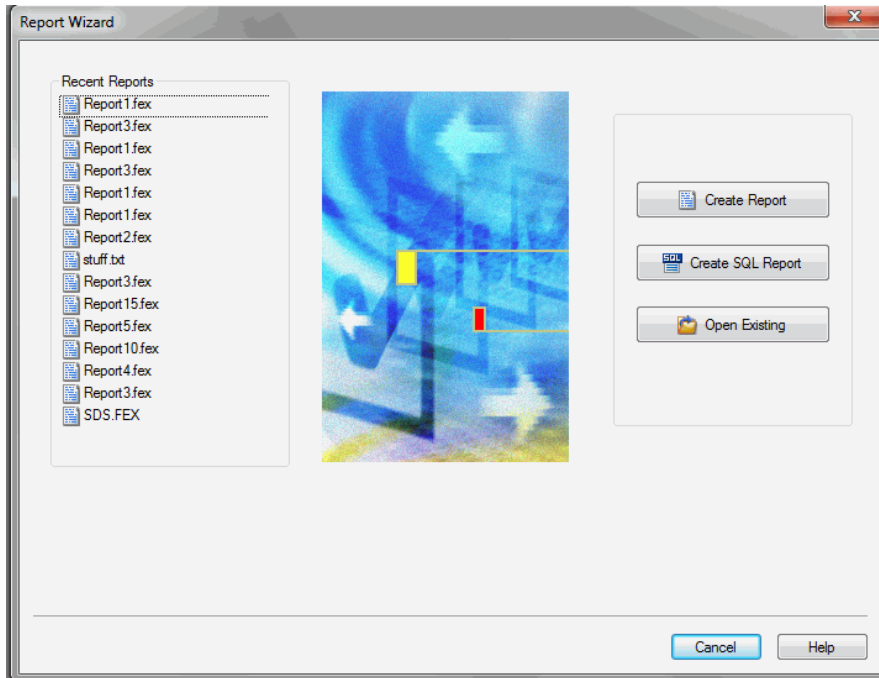 Report Wizard
Recent Reports
Report1.fex
Report3.fex
Report1.fex
Report3.fex
Report1.fex
Report1.fex
Report2.fex
stuff.txt
Report3.fex
Report15.fex
Report5.fex
Report10.fex
Report4.fex
Report3.fex
SDS.FEX
Create Report
SQL Create SQL Report
Open Existing
Cancel Help